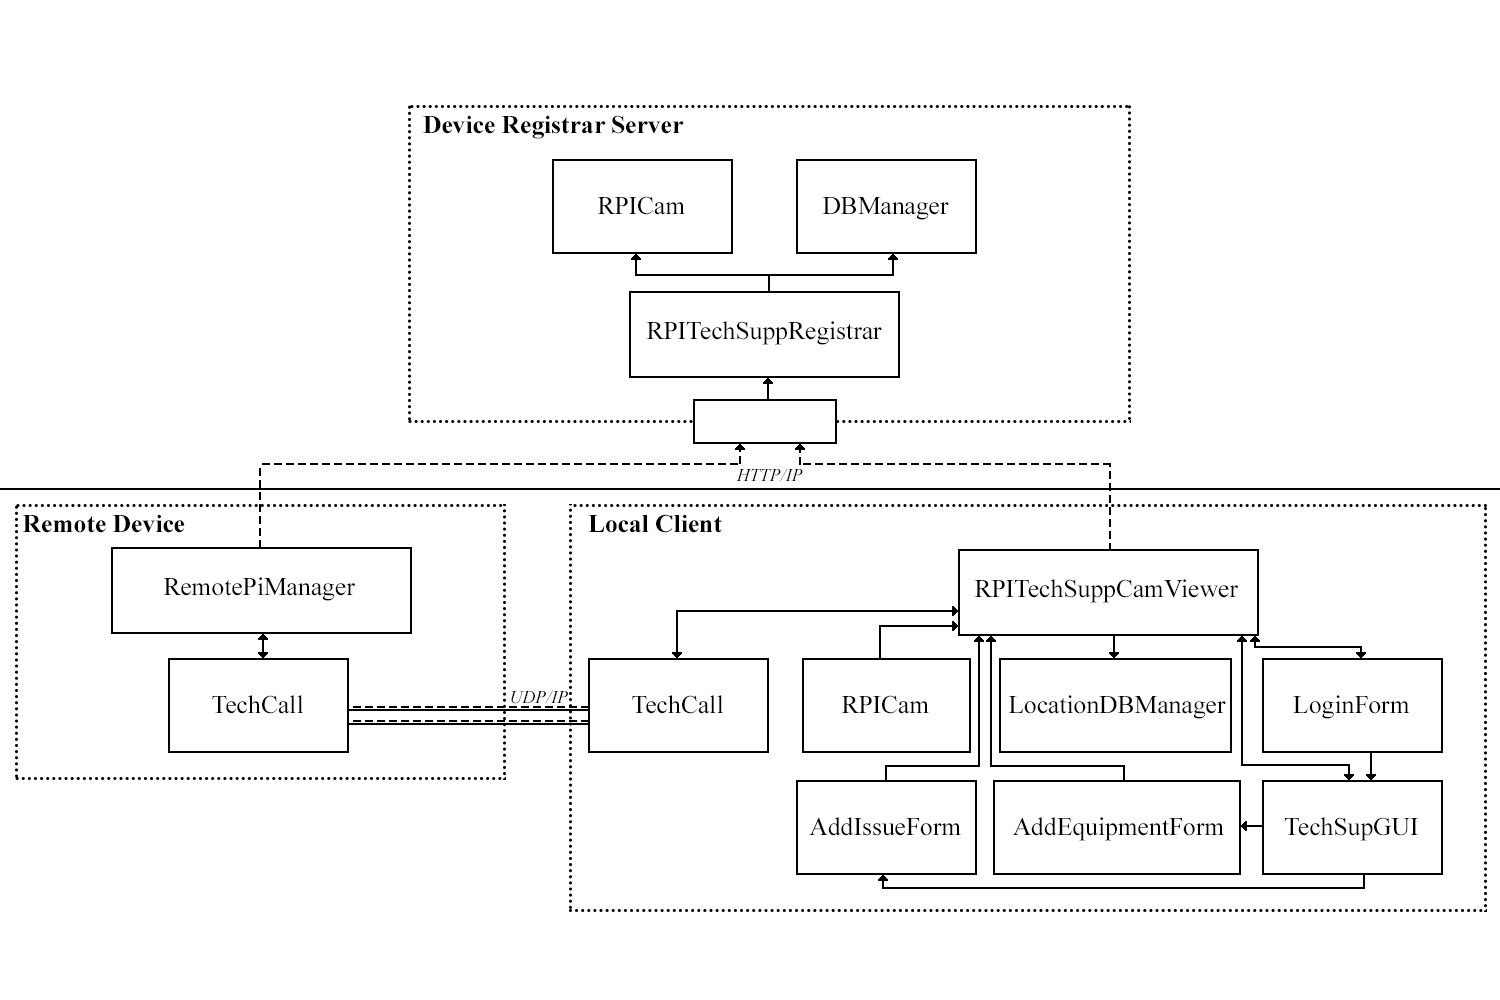 Device Registrar Server
RPICam
DBManager
RPITechSuppRegistrar
HTTP/IP
Remote Device
RemotePiManager
TechCall
UDP/IP
Local Client
RPITechSuppCamViewer
TechCall
RPICam
LocationDBManager
LoginForm
AddIssueForm
AddEquipmentForm
TechSupGUI